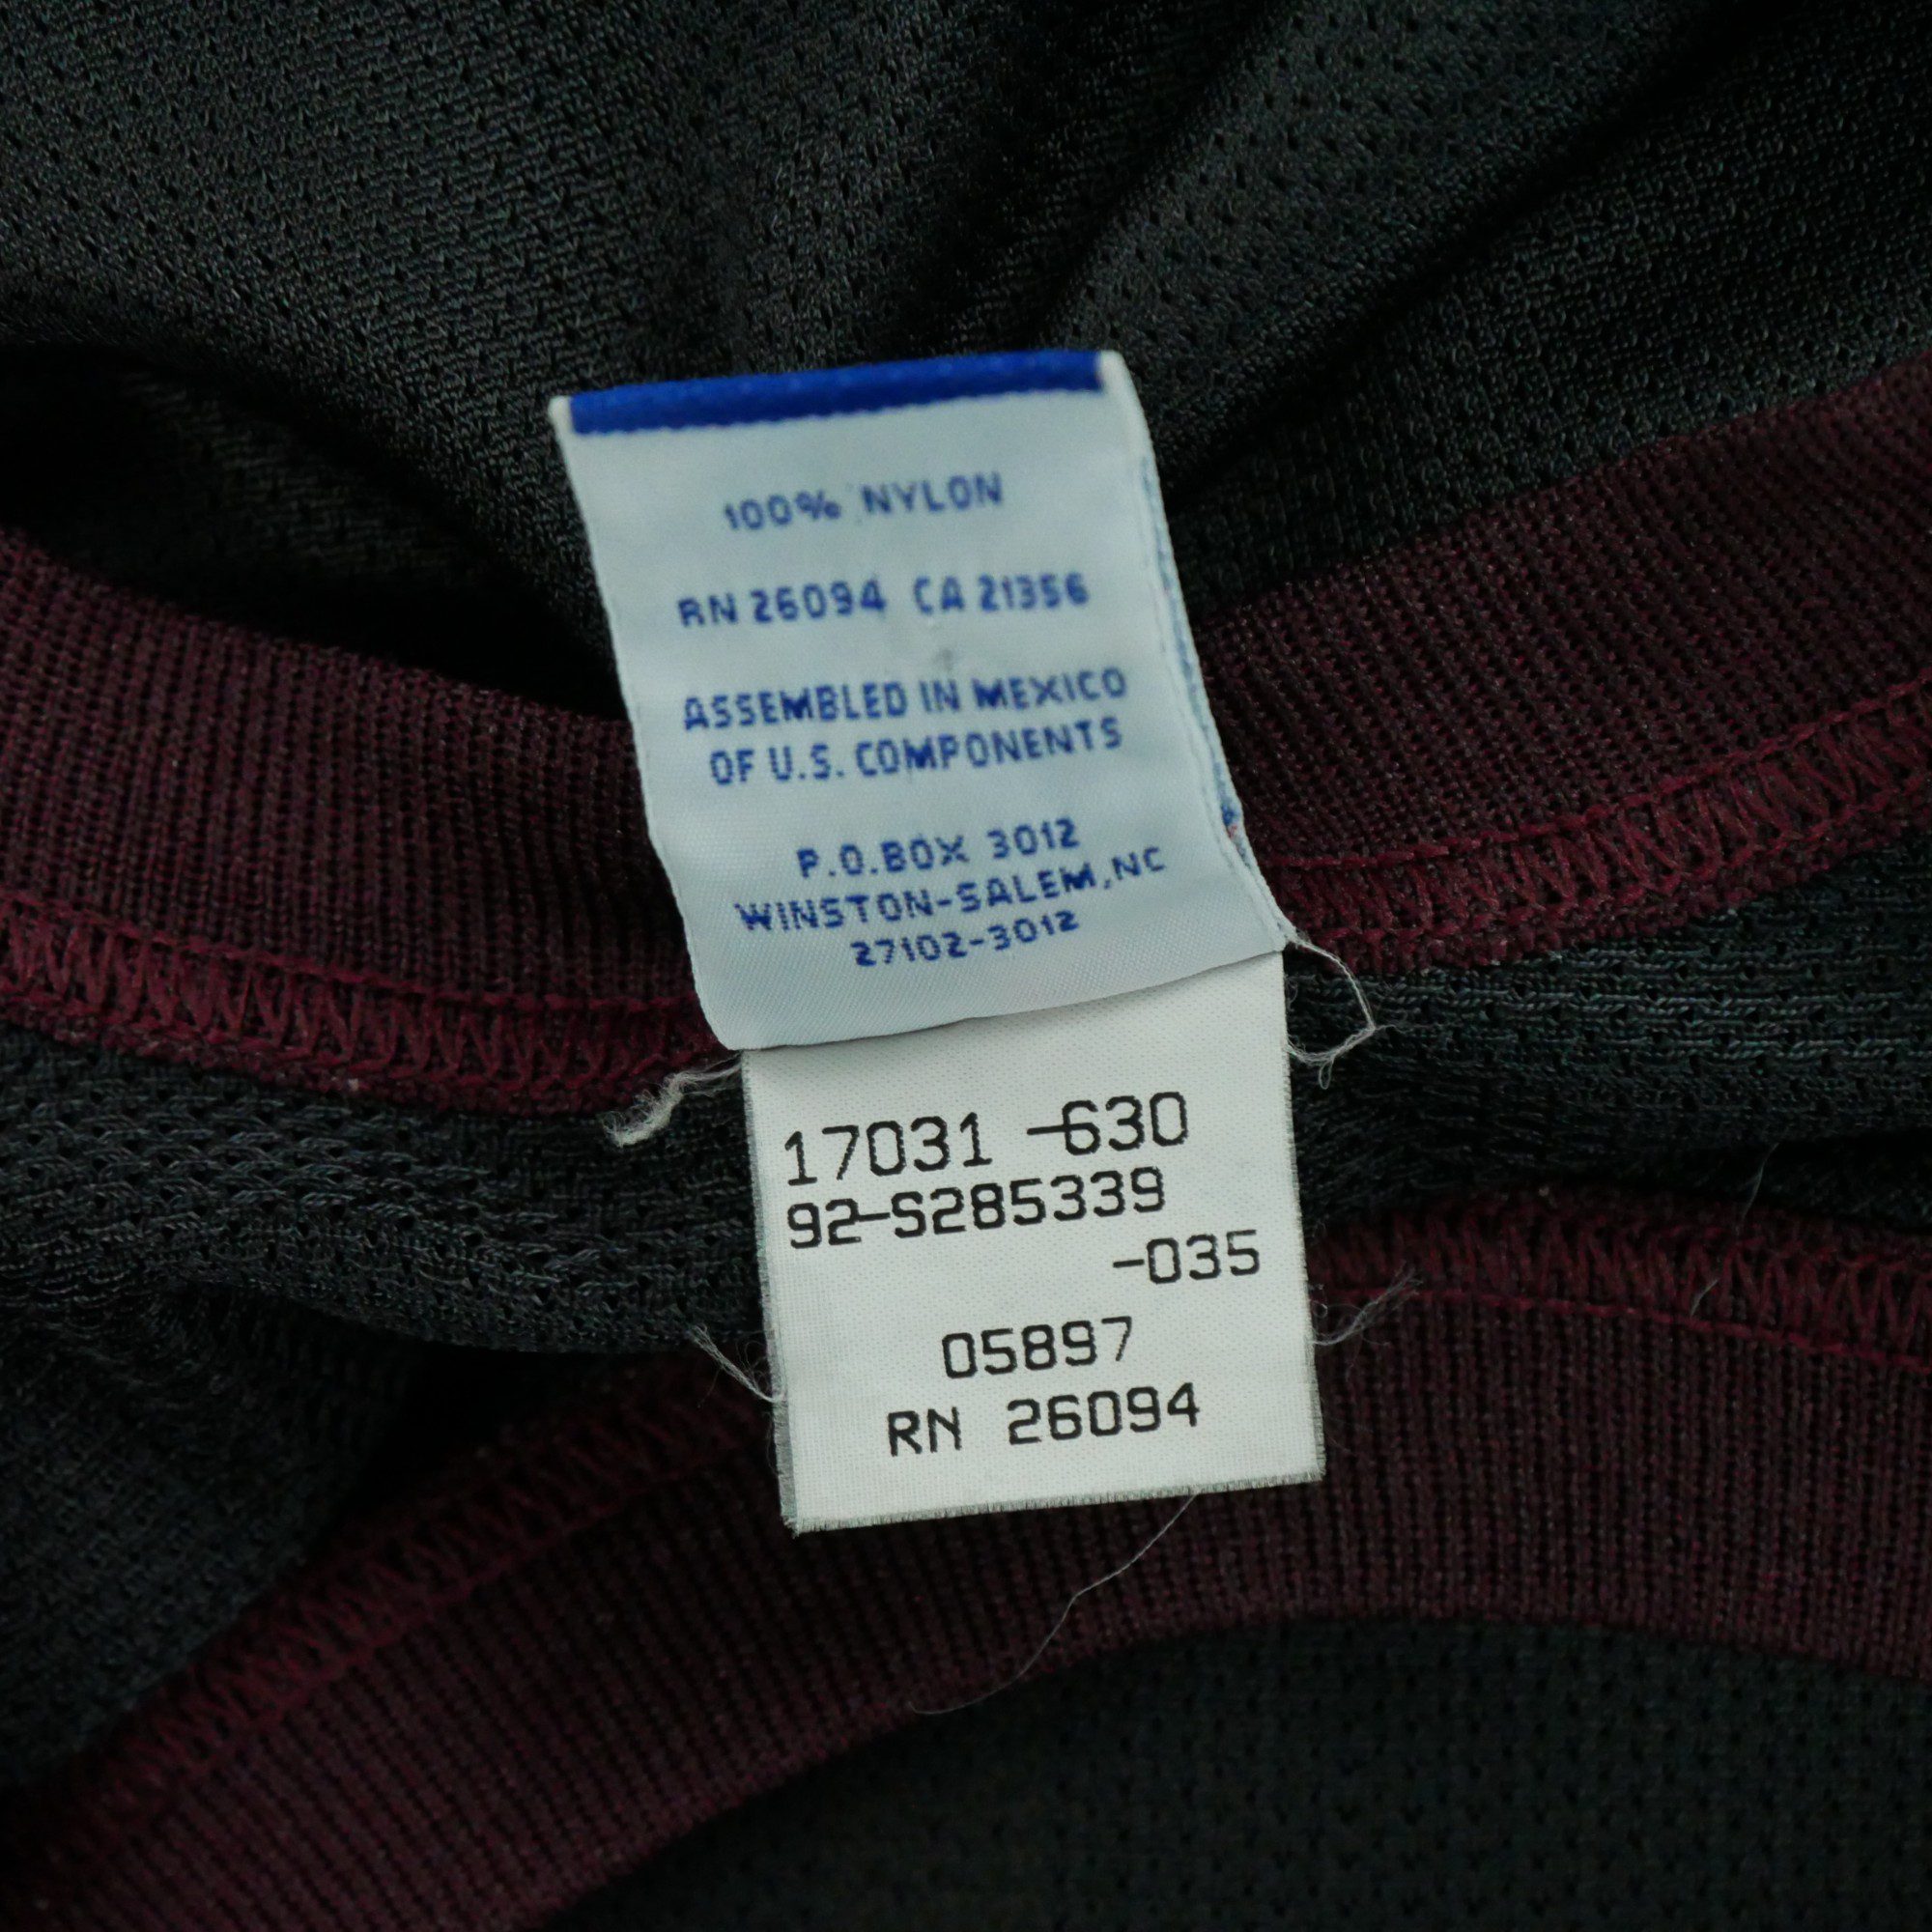 100% NYLON
RN 26094 CA 21356
ASSEMBLED IN MEXICO
OF U.S. COMPONENTS
P.O.BOX 3012
WINSTON-SALEM,NC
27102-3012
17031 -630
92-S285339
-035
05897
RN 26094